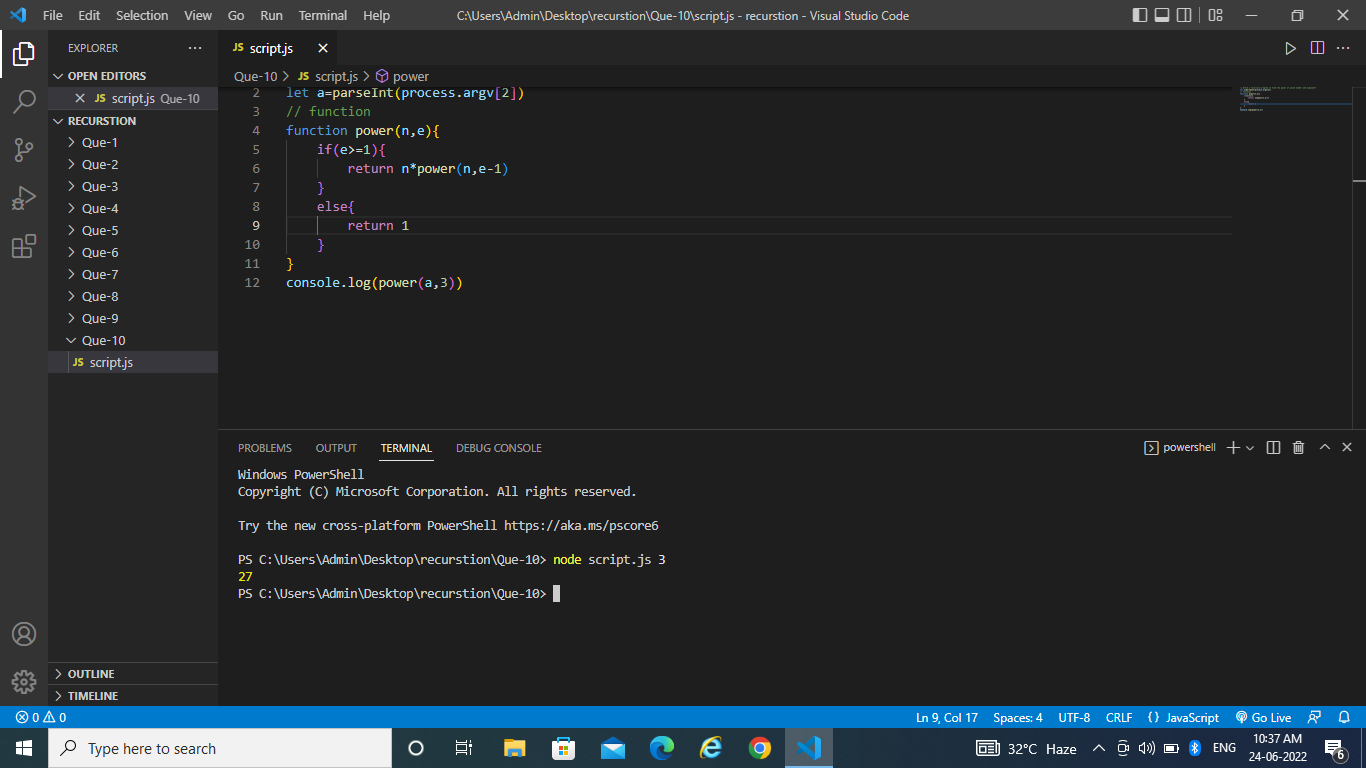 File Edit Selection View Go Run Terminal Help
C:\Users\Admin\Desktop\recurstion\Que-10\script.js - recurstion - Visual Studio Code
EXPLORER
OPEN EDITORS
JS script.js Que-10
RECURSTION
Que-1
Que-2
Que-3
Que-4
Que-5
Que-6
Que-7
Que-8
Que-9
Que-10
JS script.js
OUTLINE
TIMELINE
JS script.js
Que-10 > JS script.js > power
2 let a=parseInt(process.argv[2])
3 // function
4 function power(n,e){
5 if(e>=1){
6 return n*power(n,e-1)
7 }
8 else{
9 return 1
10 }
11 }
12 console.log(power(a,3))
PROBLEMS OUTPUT TERMINAL DEBUG CONSOLE
powershell
Windows PowerShell
Copyright (C) Microsoft Corporation. All rights reserved.
Try the new cross-platform PowerShell https://aka.ms/pscore6
PS C:\Users\Admin\Desktop\recurstion\Que-10> node script.js 3
27
PS C:\Users\Admin\Desktop\recurstion\Que-10>
0 0
Ln 9, Col 17 Spaces: 4 UTF-8 CRLF {} JavaScript Go Live
Type here to search
32°C Haze
ENG
10:37 AM
24-06-2022
6